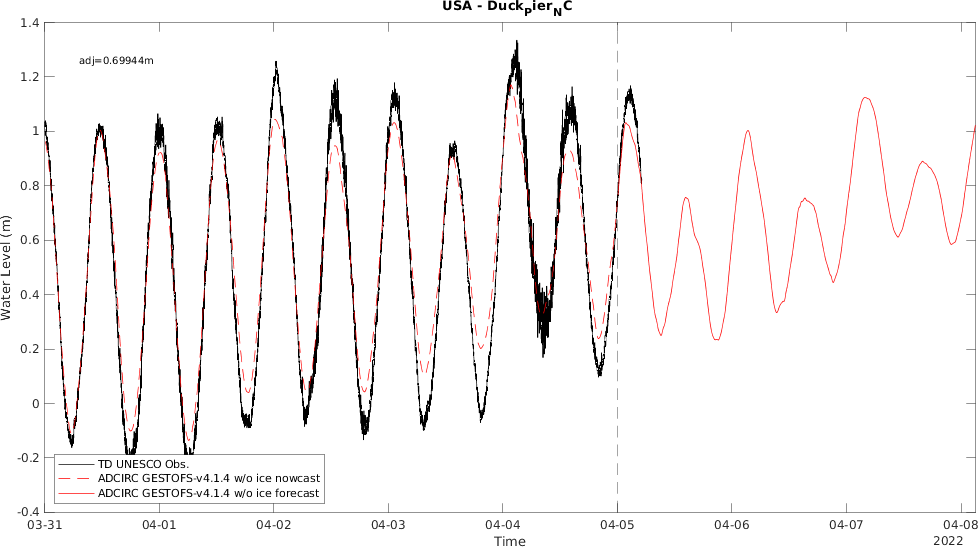 USA - Duck_Pier_NC
1.4
1.2
1
0.8
0.6
0.4
0.2
0
-0.2
-0.4
Water Level (m)
adj=0.69944m
TD UNESCO Obs.
ADCIRC GESTOFS-v4.1.4 w/o ice nowcast
ADCIRC GESTOFS-v4.1.4 w/o ice forecast
03-31 04-01 04-02 04-03 04-04 04-05 04-06 04-07 04-08
Time
2022